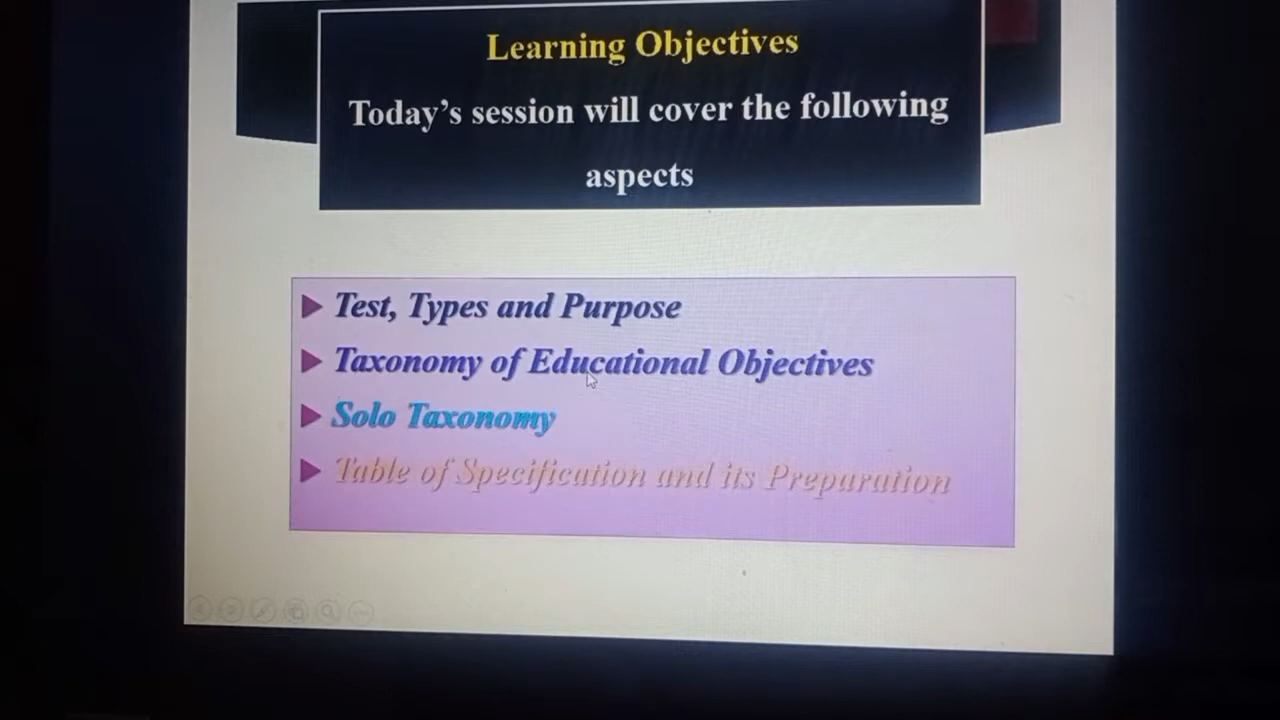 Learning Objectives
Today's session will cover the following
aspects
Test, Types and Purpose
Taxonomy of Educational Objectives
Solo Taxonomy
Table of Specification and its Preparation